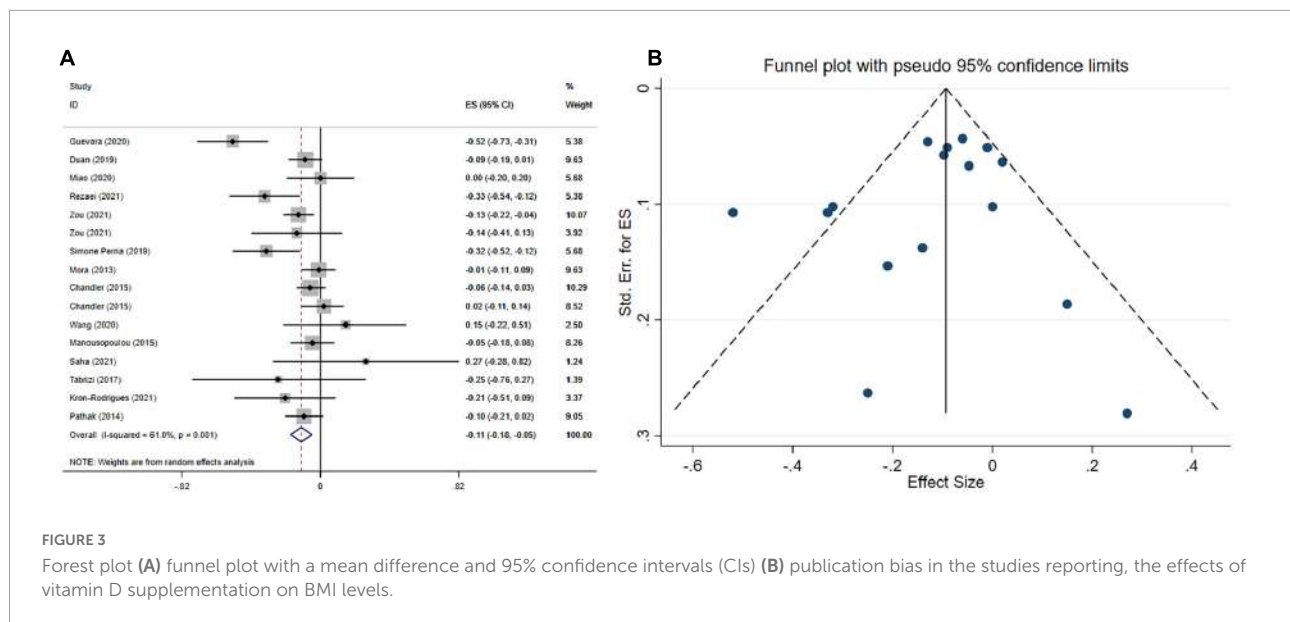 A
Study %
ID ES (95% CI) Weight
Guevara (2020) -0.52 (-0.73, -0.31) 5.38
Duan (2019) -0.09 (-0.19, 0.01) 9.63
Miao (2020) 0.00 (-0.20, 0.20) 5.68
Rezaei (2021) -0.33 (-0.54, -0.12) 5.38
Zou (2021) -0.13 (-0.22, -0.04) 10.07
Zou (2021) -0.14 (-0.41, 0.13) 3.92
Simone Perna (2019) -0.32 (-0.52, -0.12) 5.68
Mora (2013) -0.01 (-0.11, 0.09) 9.63
Chandler (2015) -0.06 (-0.14, 0.03) 10.29
Chandler (2015) 0.02 (-0.11, 0.14) 8.52
Wang (2020) 0.15 (-0.22, 0.51) 2.50
Manousopoulou (2015) -0.05 (-0.18, 0.08) 8.26
Saha (2021) 0.27 (-0.28, 0.82) 1.24
Tabrizi (2017) -0.25 (-0.76, 0.27) 1.39
Kron-Rodrigues (2021) -0.21 (-0.51, 0.09) 3.37
Pathak (2014) -0.10 (-0.21, 0.02) 9.05
Overall (I-squared = 61.0%, p = 0.001) -0.11 (-0.18, -0.05) 100.00
NOTE: Weights are from random effects analysis
-.82 0 .82
B
Funnel plot with pseudo 95% confidence limits
Std. Err. for ES
0
.1
.2
.3
-.6 -.4 -.2 0 .2 .4
Effect Size
FIGURE 3
Forest plot (A) funnel plot with a mean difference and 95% confidence intervals (CIs) (B) publication bias in the studies reporting, the effects of
vitamin D supplementation on BMI levels.